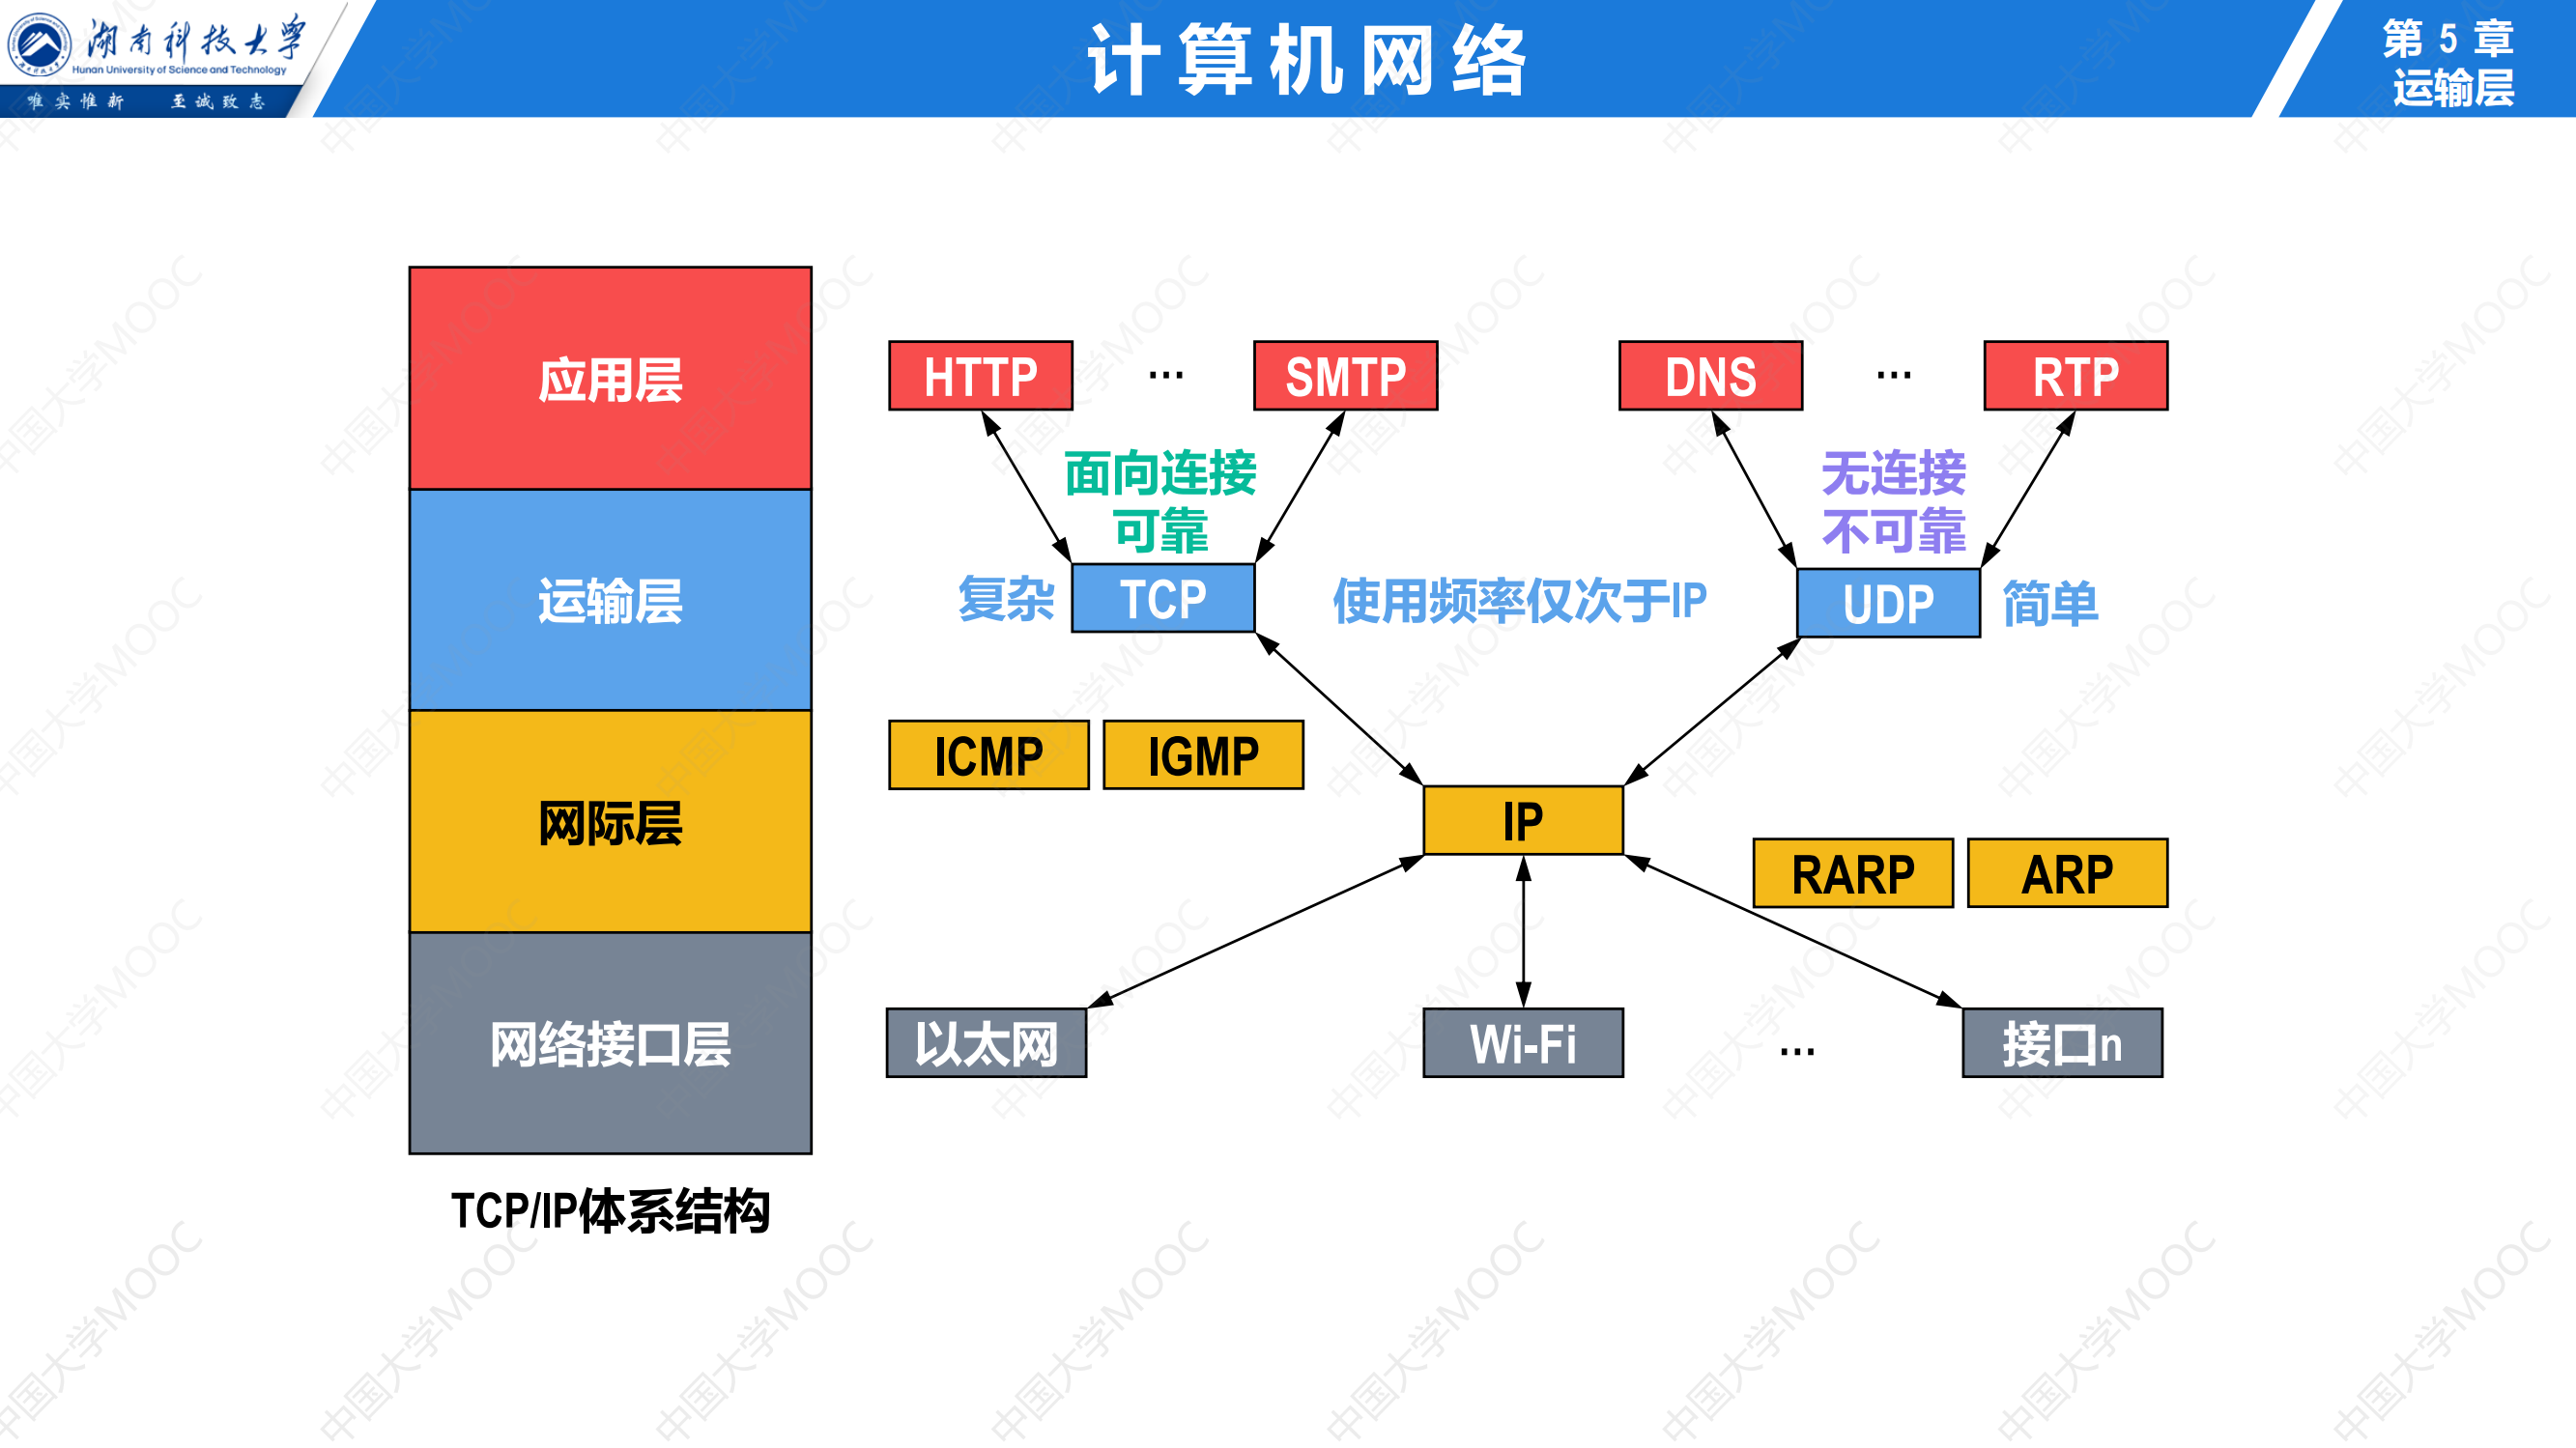 湖南科技大学
Hunan University of Science and Technology
唯实惟新 至诚致志
计算机网络
第 5 章
运输层
应用层
运输层
网际层
网络接口层
TCP/IP体系结构
HTTP … SMTP
DNS … RTP
面向连接
可靠
无连接
不可靠
复杂 TCP 使用频率仅次于IP UDP 简单
ICMP IGMP
IP
RARP ARP
以太网 Wi-Fi … 接口n
中国大学MOOC